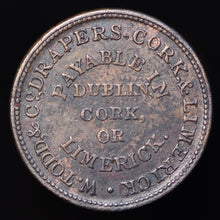 W. TODD & Co. DRAPERS. CORK, & LIMERICK.
PAYABLE IN
DUBLIN,
CORK,
OR
LIMERICK.